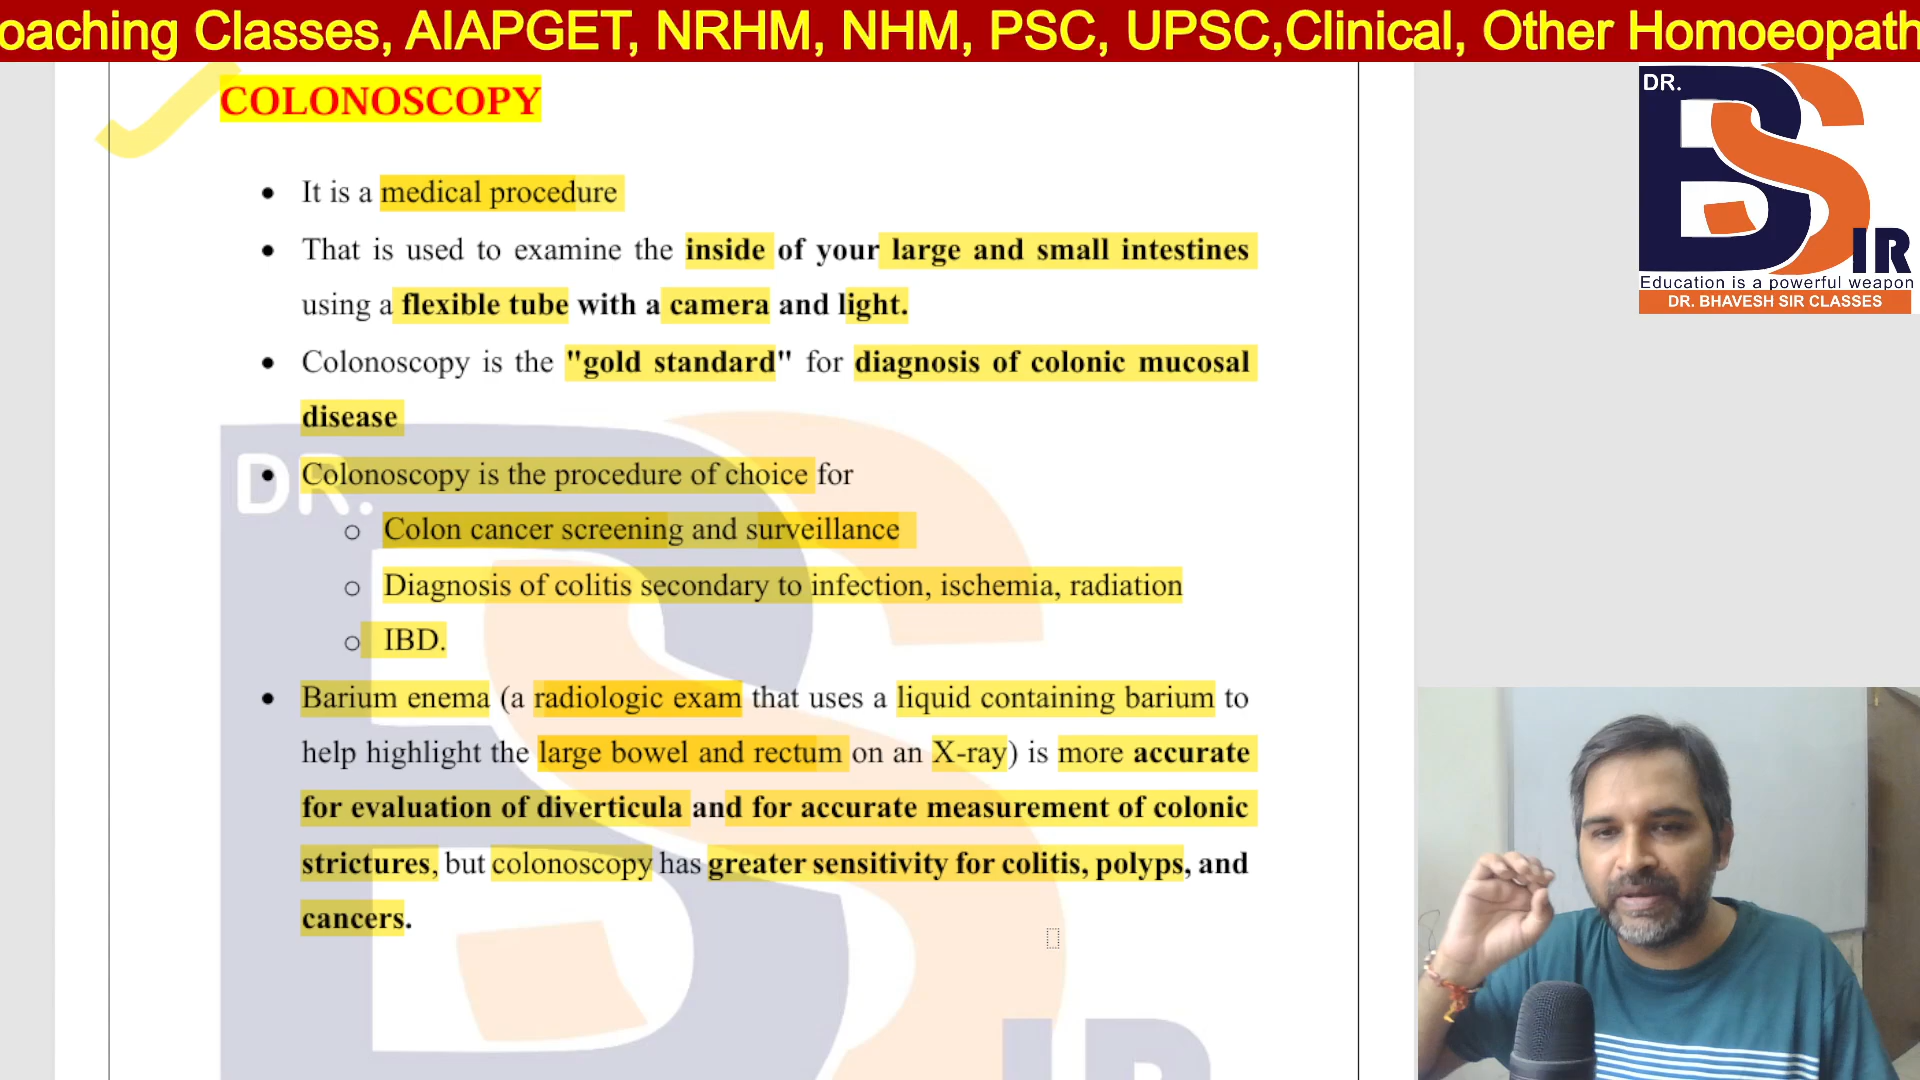 oaching Classes, AIAPGET, NRHM, NHM, PSC, UPSC,Clinical, Other Homoeopath
COLONOSCOPY
DR.
BS
IR
Education is a powerful weapon
DR. BHAVESH SIR CLASSES
• It is a medical procedure
• That is used to examine the inside of your large and small intestines
using a flexible tube with a camera and light.
• Colonoscopy is the "gold standard" for diagnosis of colonic mucosal
disease
• Colonoscopy is the procedure of choice for
o Colon cancer screening and surveillance
o Diagnosis of colitis secondary to infection, ischemia, radiation
o IBD.
• Barium enema (a radiologic exam that uses a liquid containing barium to
help highlight the large bowel and rectum on an X-ray) is more accurate
for evaluation of diverticula and for accurate measurement of colonic
strictures, but colonoscopy has greater sensitivity for colitis, polyps, and
cancers.
DR.
BS
IR